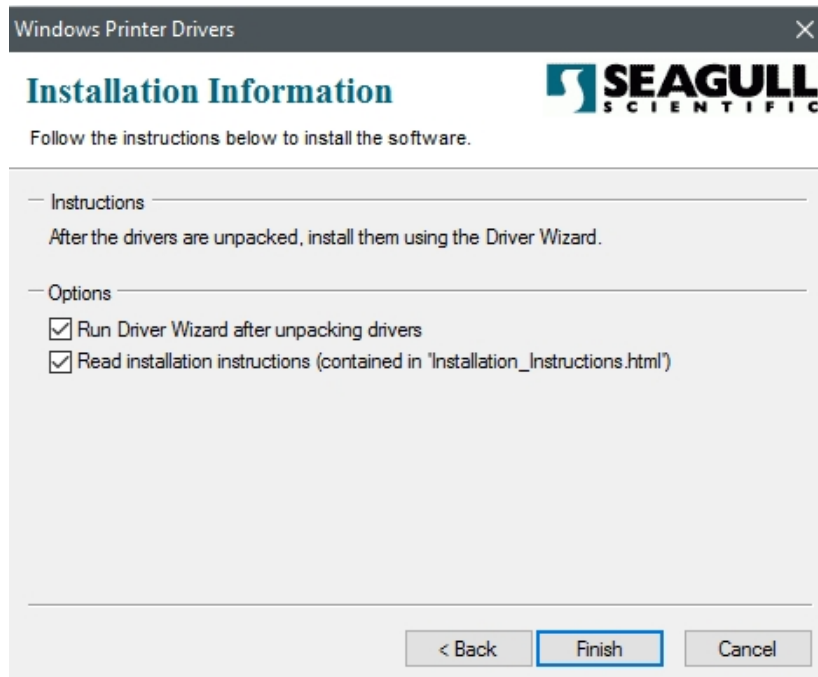 Windows Printer Drivers
Installation Information
SEAGULL
SCIENTIFIC
Follow the instructions below to install the software.
Instructions
After the drivers are unpacked, install them using the Driver Wizard.
Options
Run Driver Wizard after unpacking drivers
Read installation instructions (contained in 'Installation_Instructions.html')
< Back
Finish
Cancel